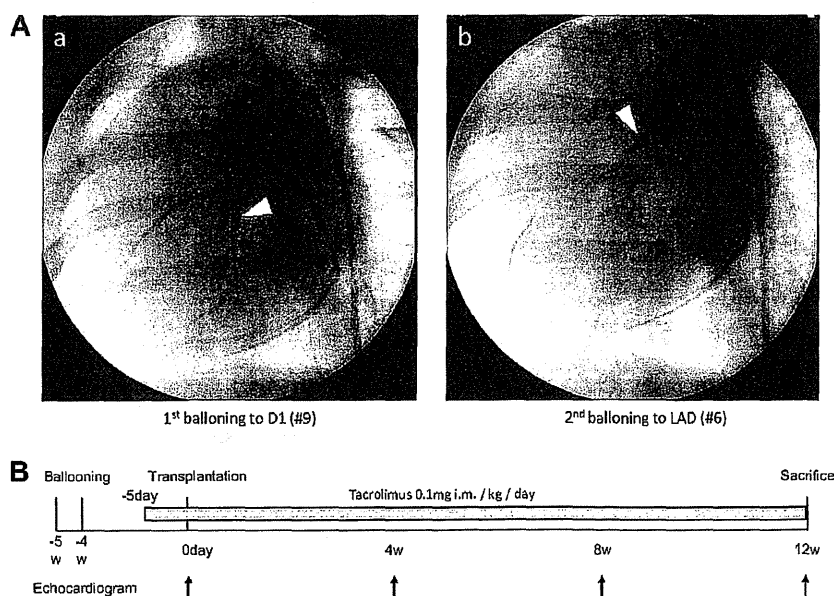 A
a
b
1st balloning to D1 (#9)
2nd balloning to LAD (#6)
B
Ballooning
Transplantation
Sacrifice
-5day
Tacrolimus 0.1mg i.m. / kg / day
-5 w
-4 w
0day
4w
8w
12w
Echocardiogram